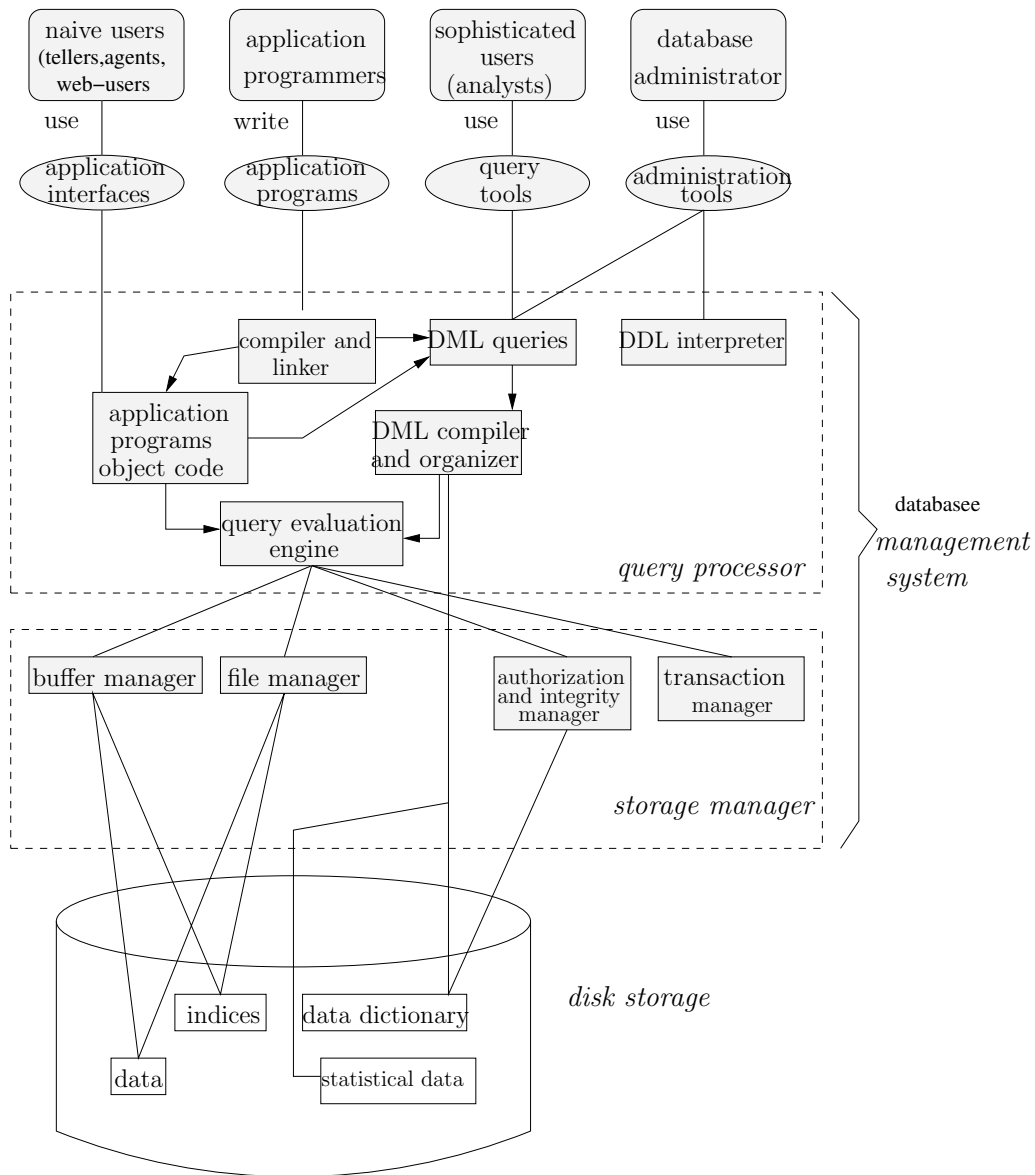 naive users
(tellers,agents,
web−users
application
programmers
sophisticated
users
(analysts)
database
administrator
use
write
use
use
application
interfaces
application
programs
query
tools
administration
tools
compiler and
linker
DML queries
DDL interpreter
application
programs
object code
DML compiler
and organizer
query evaluation
engine
query processor
databasee
management
system
buffer manager
file manager
authorization
and integrity
manager
transaction
manager
storage manager
indices
data dictionary
disk storage
data
statistical data